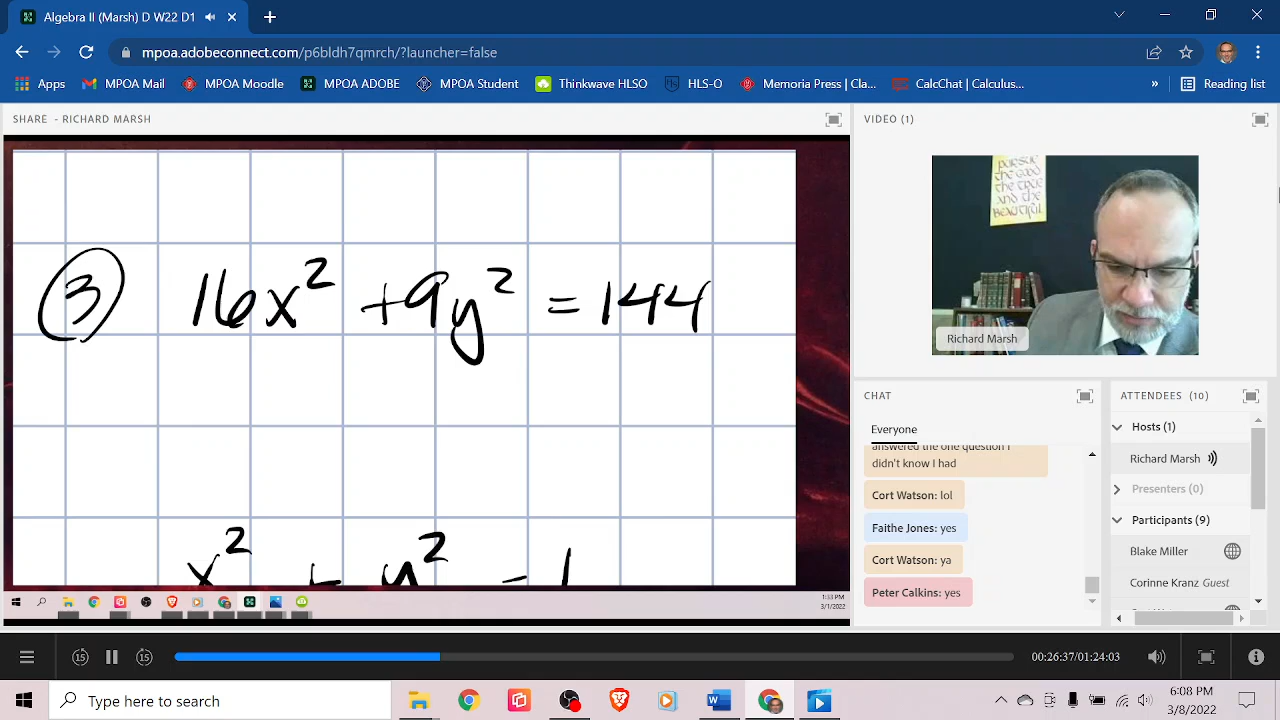 Algebra II (Marsh) D W22 D1
mpoa.adobeconnect.com/p6bldh7qmrch/?launcher=false
Apps MPOA Mail MPOA Moodle MPOA ADOBE MPOA Student Thinkwave HLSO HLS-O Memoria Press | Cla... CalcChat | Calculus... » Reading list
SHARE - RICHARD MARSH
3 16x² + 9y² = 144
x² + y² = 1
1:33 PM
3/1/2022
VIDEO (1)
PURSUE
THE GOOD
THE TRUE
AND THE
BEAUTIFUL
Richard Marsh
CHAT
Everyone
answered the one question I
didn't know I had
Cort Watson: lol
Faithe Jones: yes
Cort Watson: ya
Peter Calkins: yes
ATTENDEES (10)
Hosts (1)
Richard Marsh
Presenters (0)
Participants (9)
Blake Miller
Corinne Kranz Guest
15 15 00:26:37/01:24:03
Type here to search
6:08 PM
3/8/2022